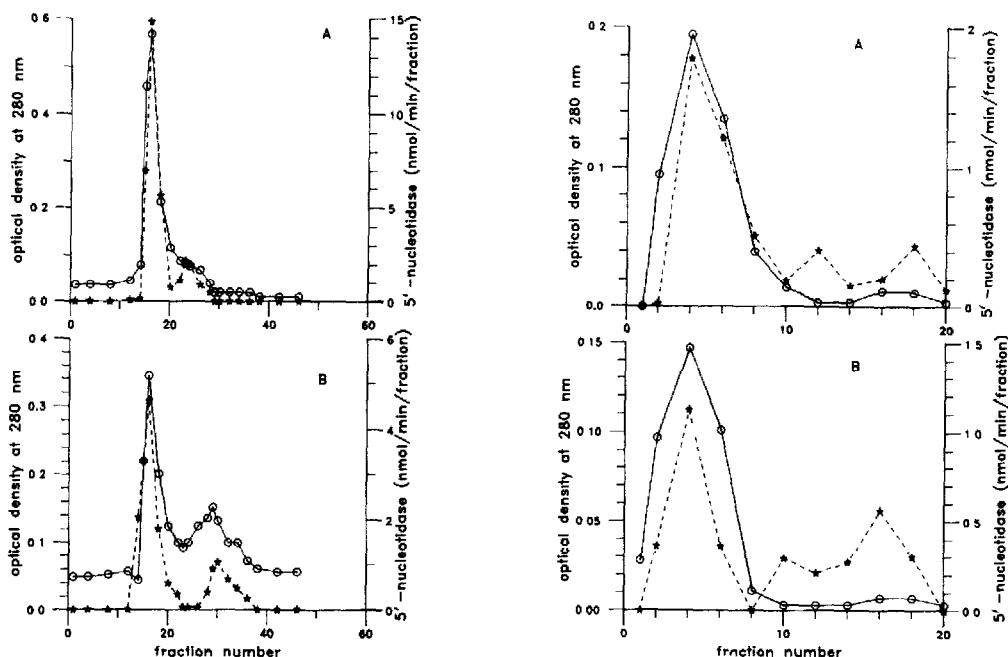 optical density at 280 nm
0.6
0 4
0 2
0.0
A
15
10
5
0
5'-nucleotidase (nmol/min/fraction)
0 20 40 60
optical density at 280 nm
0.4
0.3
0.2
0.1
0 0
B
6
4
2
0
5'-nucleotidase (nmol/min/fraction)
0 20 40 60
fraction number
optical density at 280 nm
0.2
0.1
0.0
A
2
1
0
5'-nucleotidase (nmol/min/fraction)
0 10 20
optical density at 280 nm
0.15
0.10
0 05
0.00
B
1 5
1 0
0 5
0 0
5'-nucleotidase (nmol/min/fraction)
0 10 20
fraction number